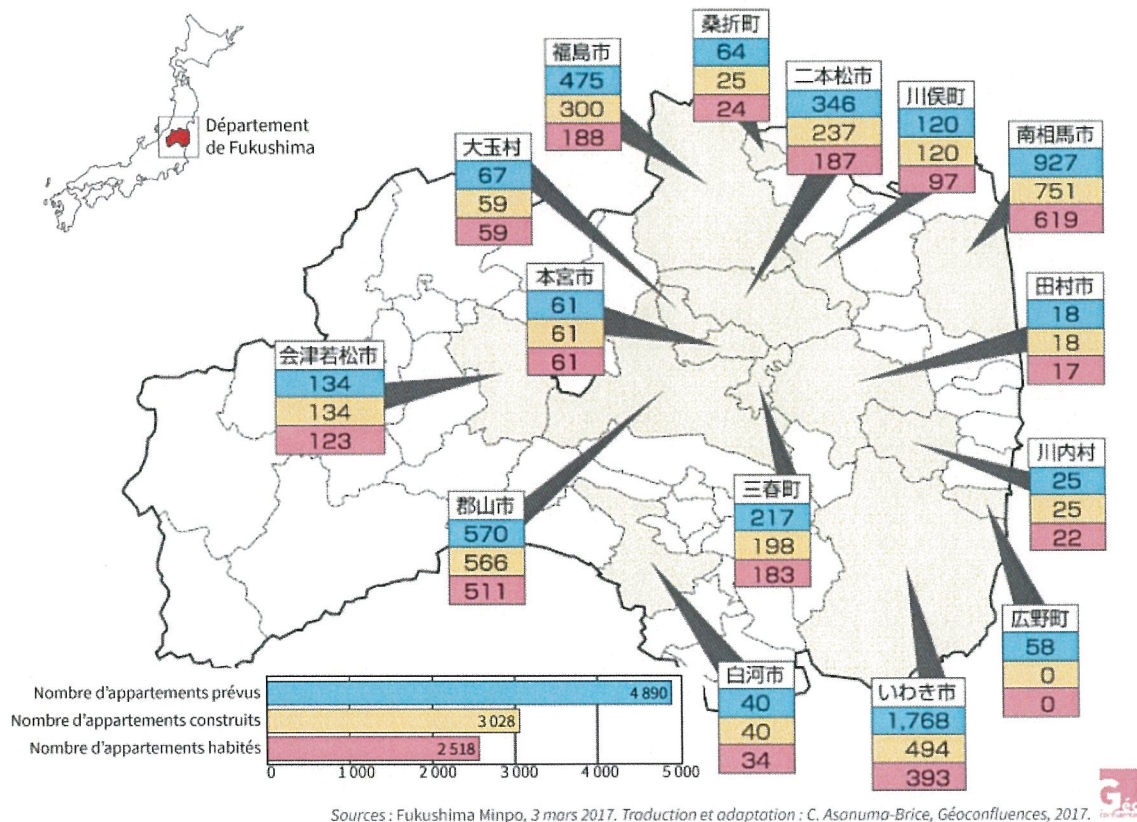 Département
de Fukushima
福島市
475
300
188
桑折町
64
25
24
二本松市
346
237
187
川俣町
120
120
97
南相馬市
927
751
619
大玉村
67
59
59
本宮市
61
61
61
田村市
18
18
17
会津若松市
134
134
123
川内村
25
25
22
郡山市
570
566
511
三春町
217
198
183
広野町
58
0
0
白河市
40
40
34
いわき市
1,768
494
393
Nombre d'appartements prévus
4 890
Nombre d'appartements construits
3 028
Nombre d'appartements habités
2 518
0 1 000 2 000 3 000 4 000 5 000
Sources : Fukushima Minpo, 3 mars 2017. Traduction et adaptation : C. Asanuma-Brice, Géoconfluences, 2017.
Géo
confluences